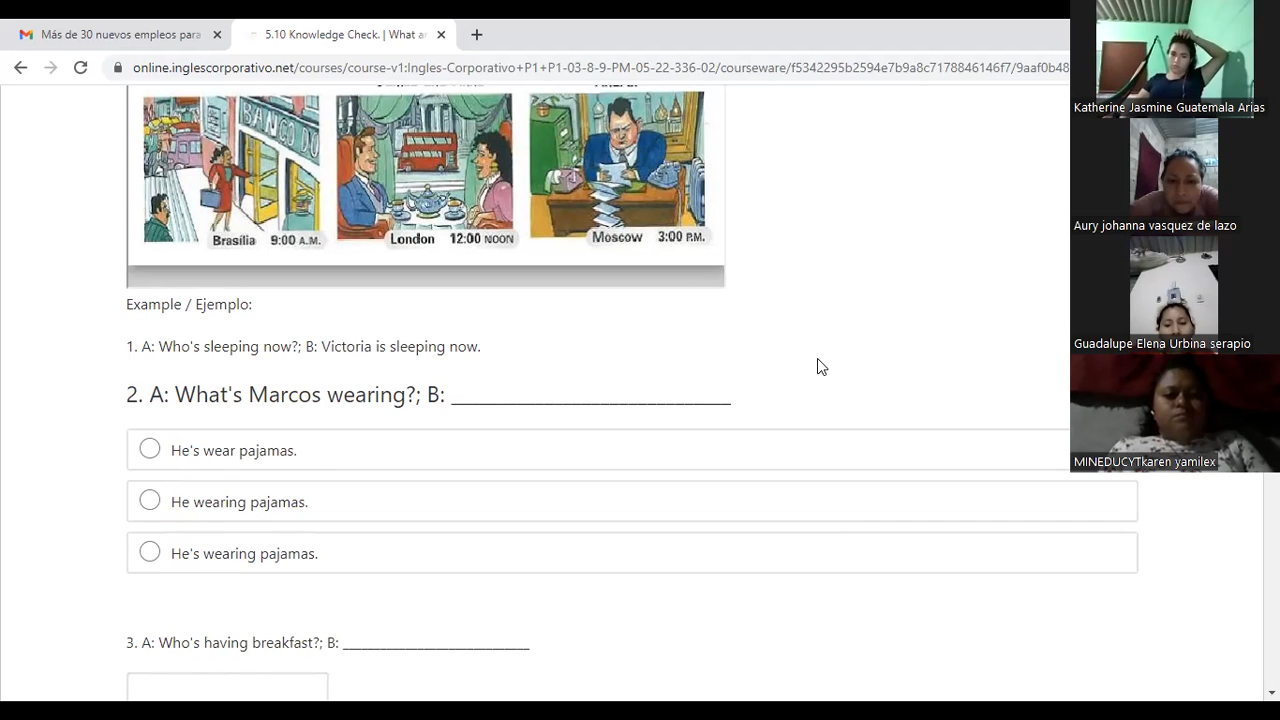 Más de 30 nuevos empleos para
5.10 Knowledge Check. | What a
online.inglescorporativo.net/courses/course-v1:Ingles-Corporativo+P1+P1-03-8-9-PM-05-22-336-02/courseware/f5342295b2594e7b9a8c7178846146f7/9aaf0b48
BANCO DO
Brasília 9:00 A.M.
London 12:00 NOON
Moscow 3:00 P.M.
Example / Ejemplo:
1. A: Who's sleeping now?; B: Victoria is sleeping now.
2. A: What's Marcos wearing?; B: ____________________________
He's wear pajamas.
He wearing pajamas.
He's wearing pajamas.
3. A: Who's having breakfast?; B: ____________________________
Katherine Jasmine Guatemala Arias
Aury johanna vasquez de lazo
Guadalupe Elena Urbina serapio
MINEDUCYTkaren yamilex